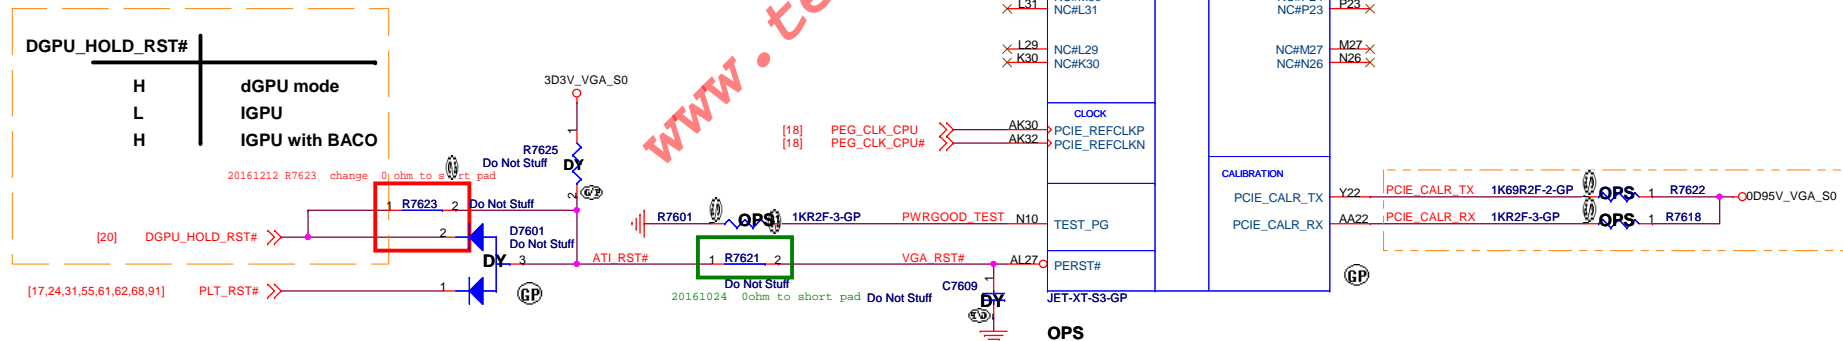 DGPU_HOLD_RST#
H dGPU mode
L IGPU
H IGPU with BACO
20161212 R7623 change 0 ohm to short pad
1 R7623 2 Do Not Stuff
[20] DGPU_HOLD_RST#
2 D7601
Do Not Stuff
DY 3
[17,24,31,55,61,62,68,91] PLT_RST# 1
GP
3D3V_VGA_S0
1
R7625
Do Not Stuff
DY
2
www.te
ATI_RST#
1 R7621 2
Do Not Stuff
20161024 0ohm to short pad
VGA_RST#
Do Not Stuff
C7609
1
DY
R7601 OPS 1KR2F-3-GP
PWRGOOD_TEST N10 TEST_PG
AL27 PERST#
JET-XT-S3-GP
OPS
[18] PEG_CLK_CPU AK30 PCIE_REFCLKP
[18] PEG_CLK_CPU# AK32 PCIE_REFCLKN
CLOCK
L31 NC#L31
L29 NC#L29
K30 NC#K30
NC#P23 P23
NC#M27 M27
NC#N26 N26
CALIBRATION
PCIE_CALR_TX Y22 PCIE_CALR_TX 1K69R2F-2-GP OPS 1 R7622
0D95V_VGA_S0
PCIE_CALR_RX AA22 PCIE_CALR_RX 1KR2F-3-GP OPS 1 R7618
GP